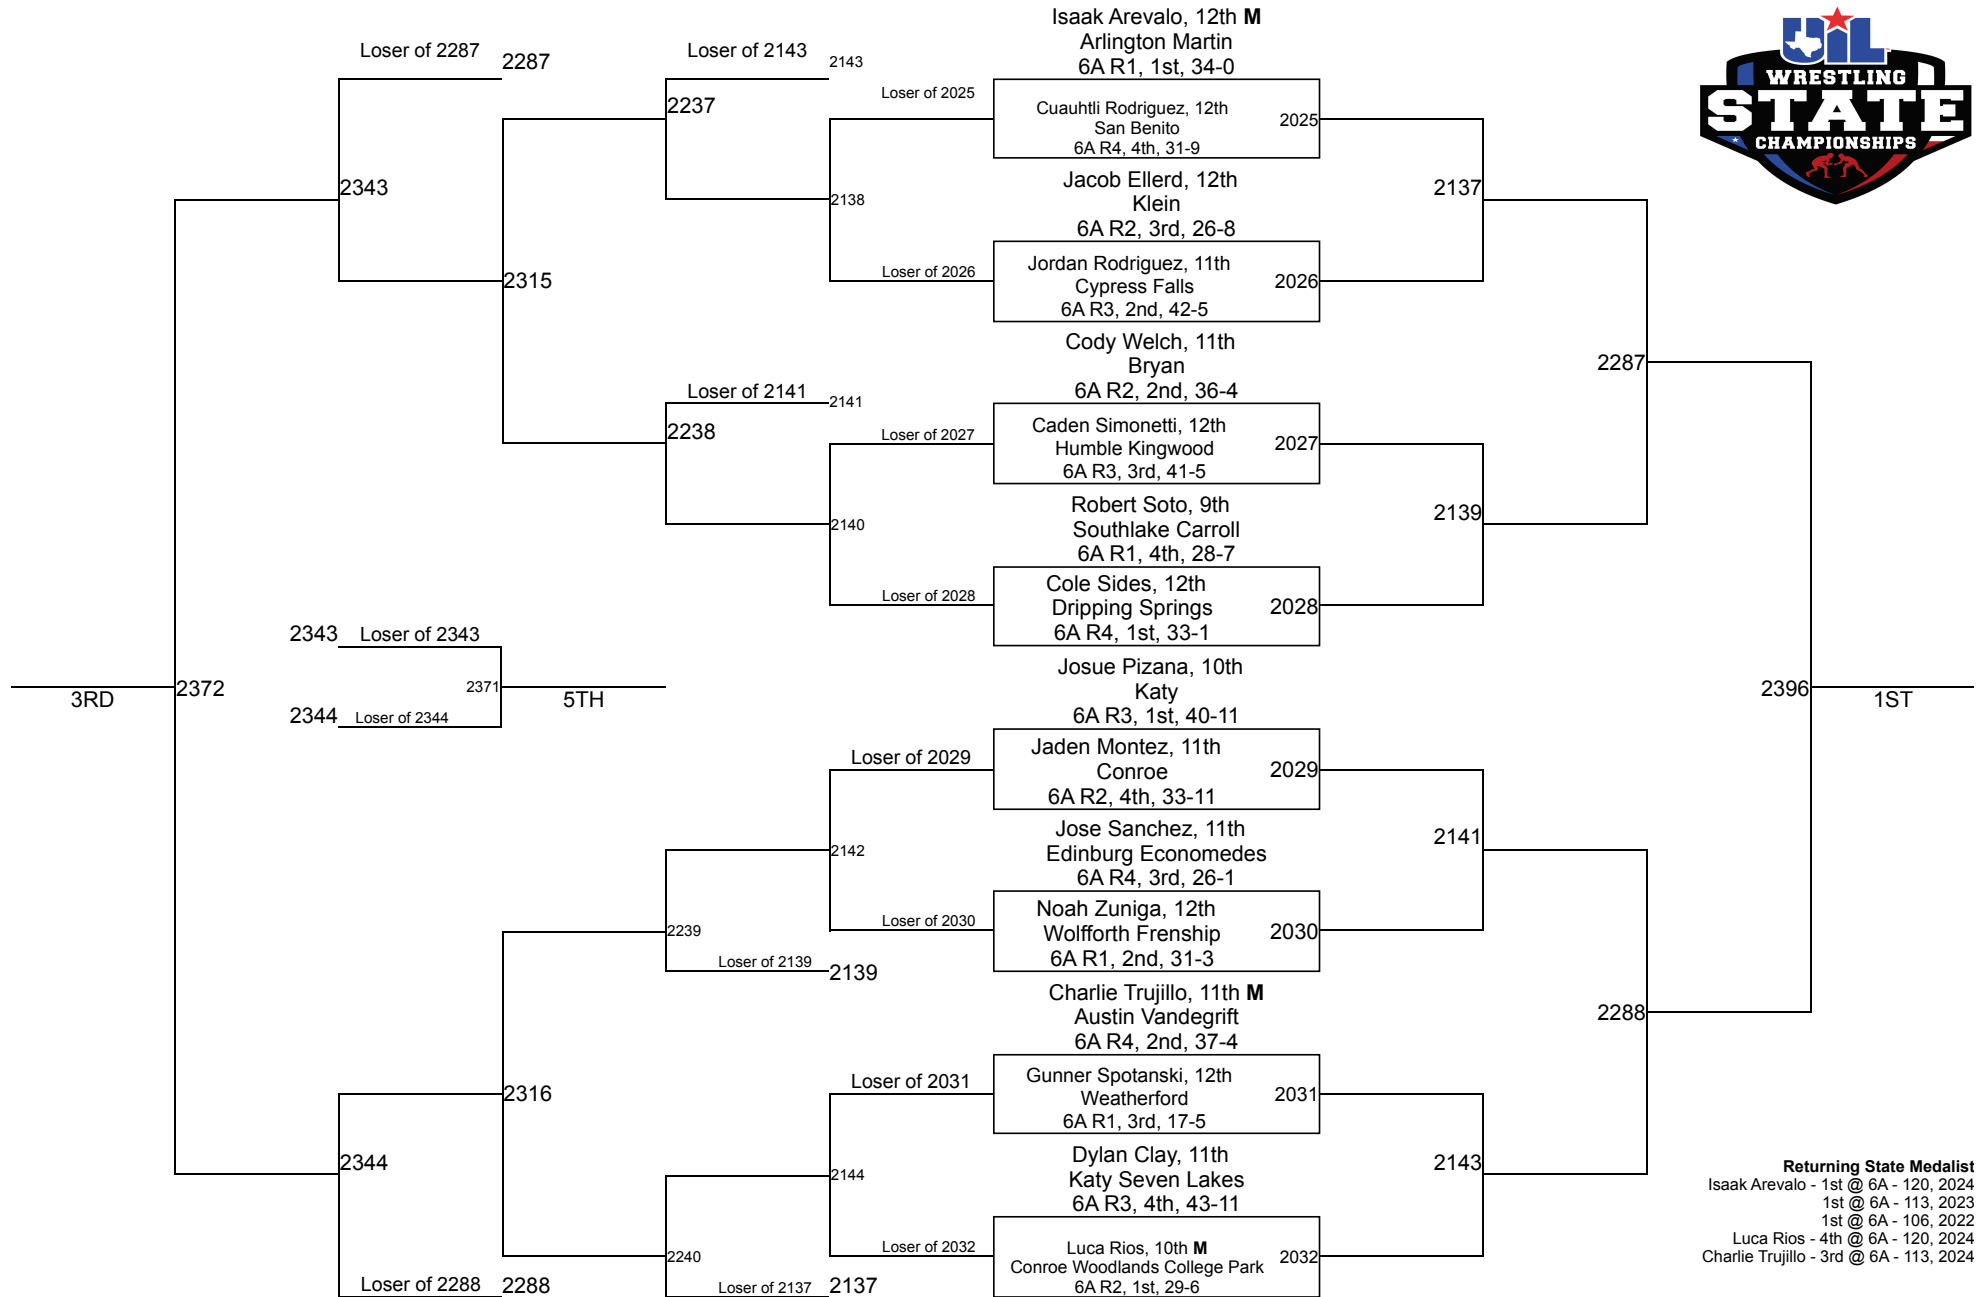 Isaak Arevalo, 12th M
Arlington Martin
6A R1, 1st, 34-0
Loser of 2287
2287
Loser of 2143
2143
Loser of 2025
Cuauhtli Rodriguez, 12th
San Benito
6A R4, 4th, 31-9
2025
2237
UIL
WRESTLING
STATE
CHAMPIONSHIPS
Jacob Ellerd, 12th
Klein
6A R2, 3rd, 26-8
2343
2138
2137
Loser of 2026
Jordan Rodriguez, 11th
Cypress Falls
6A R3, 2nd, 42-5
2026
2315
Cody Welch, 11th
Bryan
6A R2, 2nd, 36-4
2287
Loser of 2141
2141
2238
Loser of 2027
Caden Simonetti, 12th
Humble Kingwood
6A R3, 3rd, 41-5
2027
Robert Soto, 9th
Southlake Carroll
6A R1, 4th, 28-7
2140
2139
Loser of 2028
Cole Sides, 12th
Dripping Springs
6A R4, 1st, 33-1
2028
2343
Loser of 2343
Josue Pizana, 10th
Katy
6A R3, 1st, 40-11
3RD
2372
2371
5TH
2396
1ST
2344
Loser of 2344
Loser of 2029
Jaden Montez, 11th
Conroe
6A R2, 4th, 33-11
2029
Jose Sanchez, 11th
Edinburg Economedes
6A R4, 3rd, 26-1
2142
2141
Loser of 2030
Noah Zuniga, 12th
Wolfforth Frenship
6A R1, 2nd, 31-3
2030
2239
Loser of 2139
2139
Charlie Trujillo, 11th M
Austin Vandegrift
6A R4, 2nd, 37-4
2288
2316
Loser of 2031
Gunner Spotanski, 12th
Weatherford
6A R1, 3rd, 17-5
2031
Dylan Clay, 11th
Katy Seven Lakes
6A R3, 4th, 43-11
2344
2144
2143
Loser of 2032
Luca Rios, 10th M
Conroe Woodlands College Park
6A R2, 1st, 29-6
2032
2240
Loser of 2288
2288
Loser of 2137
2137
Returning State Medalist
Isaak Arevalo - 1st @ 6A - 120, 2024
1st @ 6A - 113, 2023
1st @ 6A - 106, 2022
Luca Rios - 4th @ 6A - 120, 2024
Charlie Trujillo - 3rd @ 6A - 113, 2024